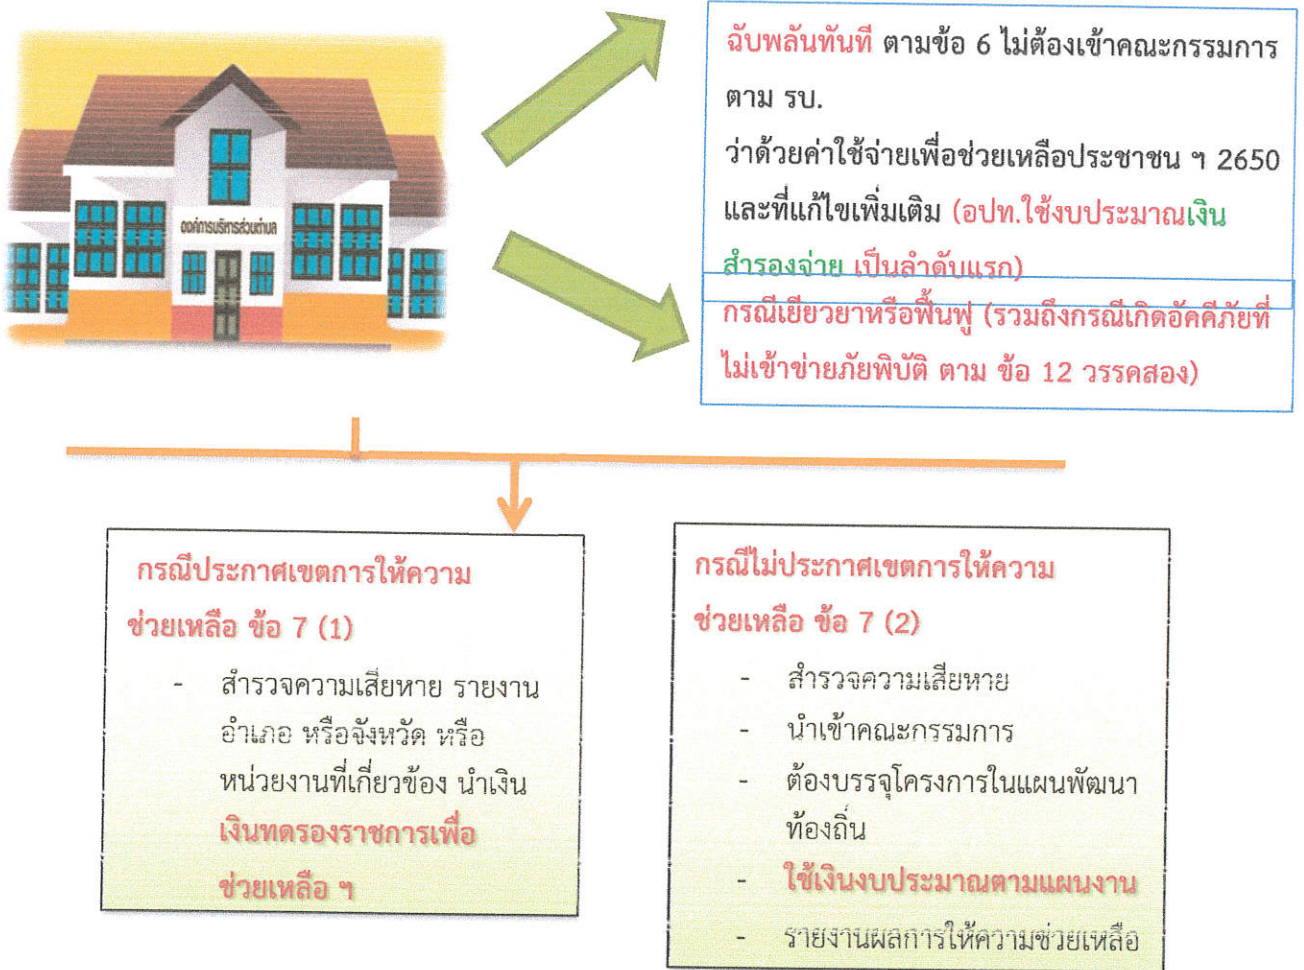 องค์การบริหารส่วนตำบล
ฉับพลันทันที ตามข้อ 6 ไม่ต้องเข้าคณะกรรมการ
ตาม รบ.
ว่าด้วยค่าใช้จ่ายเพื่อช่วยเหลือประชาชน ฯ 2650
และที่แก้ไขเพิ่มเติม (อปท.ใช้งบประมาณเงิน
สำรองจ่าย เป็นลำดับแรก)
กรณีเยียวยาหรือฟื้นฟู (รวมถึงกรณีเกิดอัคคีภัยที่
ไม่เข้าข่ายภัยพิบัติ ตาม ข้อ 12 วรรคสอง)
กรณีประกาศเขตการให้ความ
ช่วยเหลือ ข้อ 7 (1)
- สำรวจความเสียหาย รายงาน
อำเภอ หรือจังหวัด หรือ
หน่วยงานที่เกี่ยวข้อง นำเงิน
เงินทดรองราชการเพื่อ
ช่วยเหลือ ฯ
กรณีไม่ประกาศเขตการให้ความ
ช่วยเหลือ ข้อ 7 (2)
- สำรวจความเสียหาย
- นำเข้าคณะกรรมการ
- ต้องบรรจุโครงการในแผนพัฒนา
ท้องถิ่น
- ใช้เงินงบประมาณตามแผนงาน
- รายงานผลการให้ความช่วยเหลือ